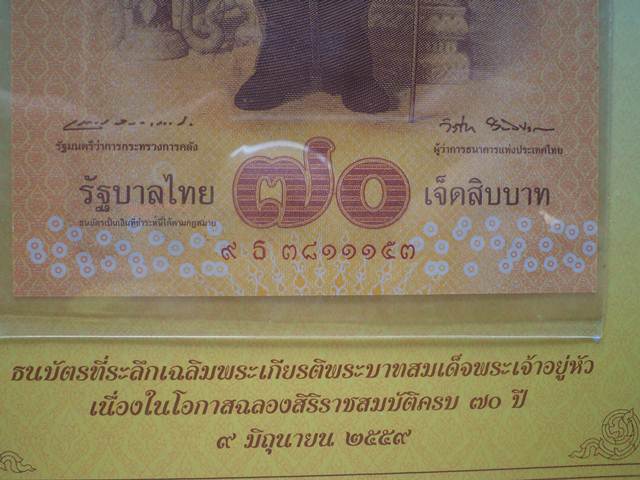 รัฐมนตรีว่าการกระทรวงการคลัง
ผู้ว่าการธนาคารแห่งประเทศไทย
รัฐบาลไทย ๗๐ เจ็ดสิบบาท
ธนบัตรเป็นเงินที่ชำระหนี้ได้ตามกฎหมาย
๙ ธ ๓๘๑๑๑๕๓
ธนบัตรที่ระลึกเฉลิมพระเกียรติพระบาทสมเด็จพระเจ้าอยู่หัว
เนื่องในโอกาสฉลองสิริราชสมบัติครบ ๗๐ ปี
๙ มิถุนายน ๒๕๕๙